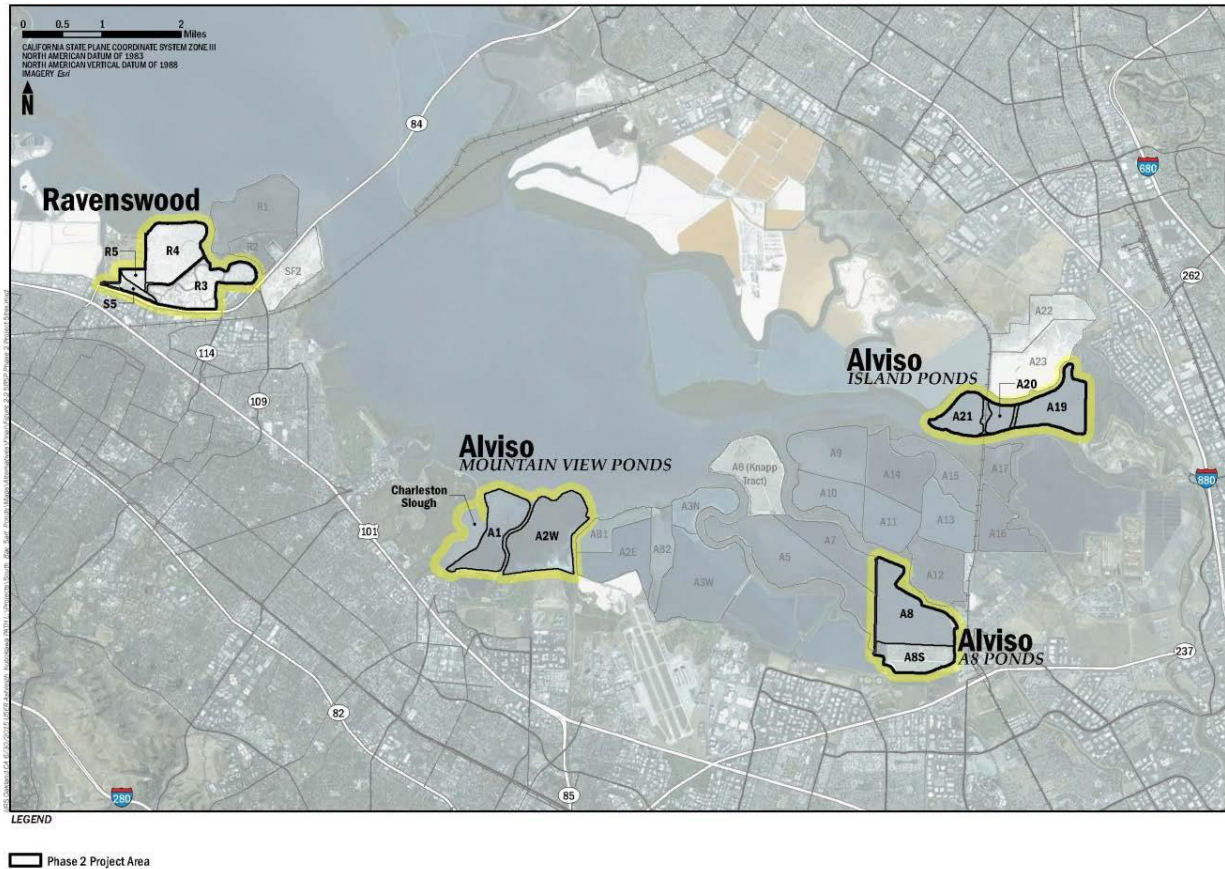 0 0.5 1 2
Miles
CALIFORNIA STATE PLANE COORDINATE SYSTEM ZONE III
NORTH AMERICAN DATUM OF 1983
NORTH AMERICAN VERTICAL DATUM OF 1988
IMAGERY Esri
N
84
680
Ravenswood
R1
R5
R4
R2
R3
SF2
S5
262
114
A22
A23
Alviso
ISLAND PONDS
A20
A21
A19
109
Alviso
MOUNTAIN VIEW PONDS
A6 (Knapp
Tract)
A9
A14
A15
A17
880
Charleston
Slough
A10
A3N
101
A1
A2W
AB1
A2E
AB2
A11
A13
A16
A7
A5
A3W
A12
A8
Alviso
A8 PONDS
A8S
237
82
280
85
LEGEND
Phase 2 Project Area